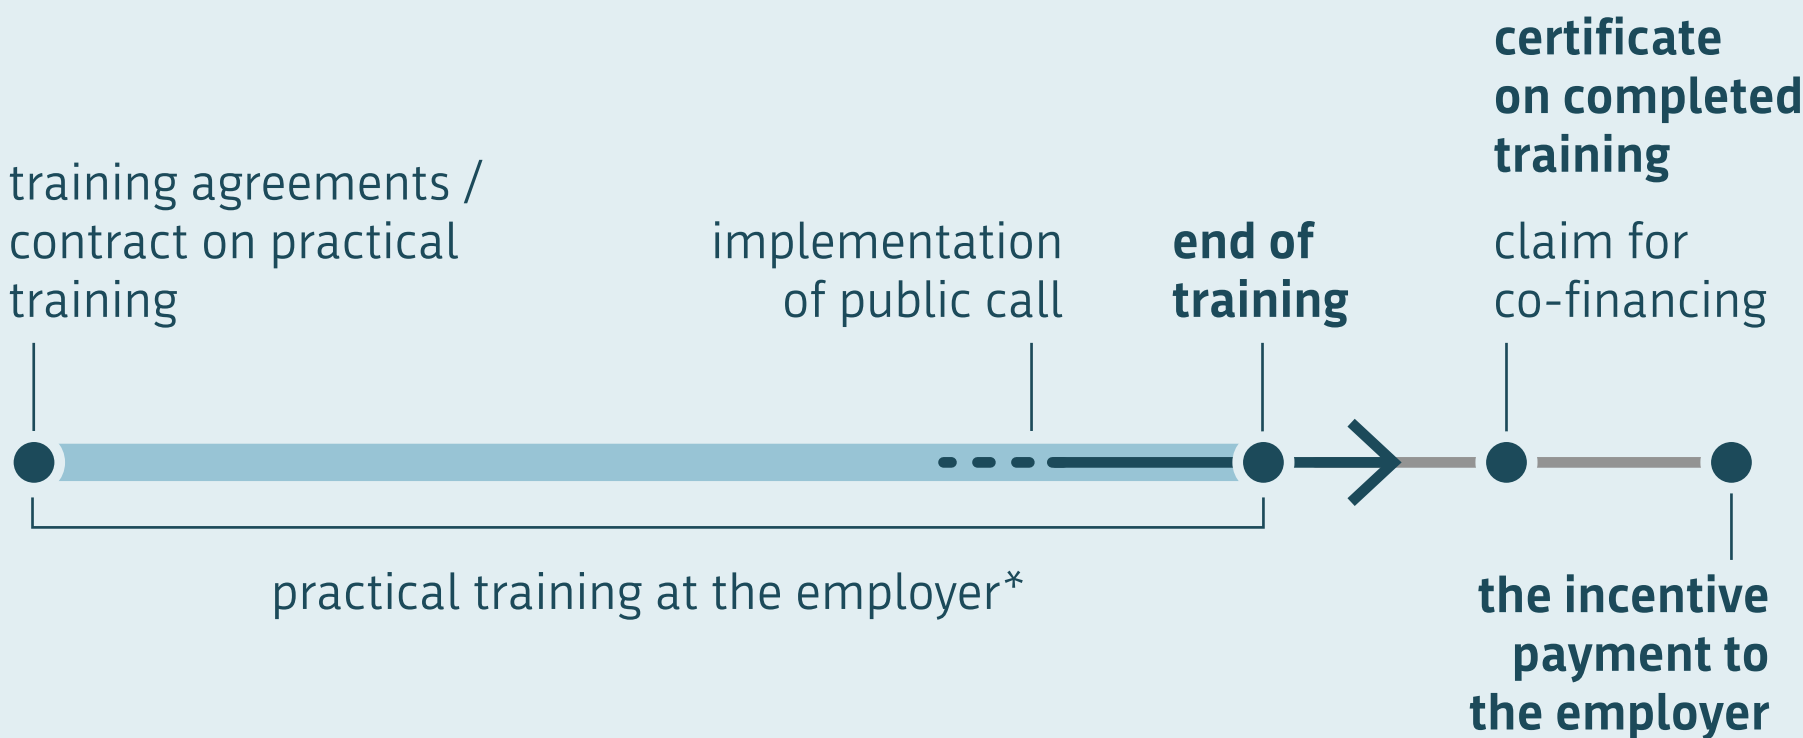 training agreements /
contract on practical
training
implementation
of public call
end of
training
certificate
on completed
training
claim for
co-financing
practical training at the employer*
the incentive
payment to
the employer